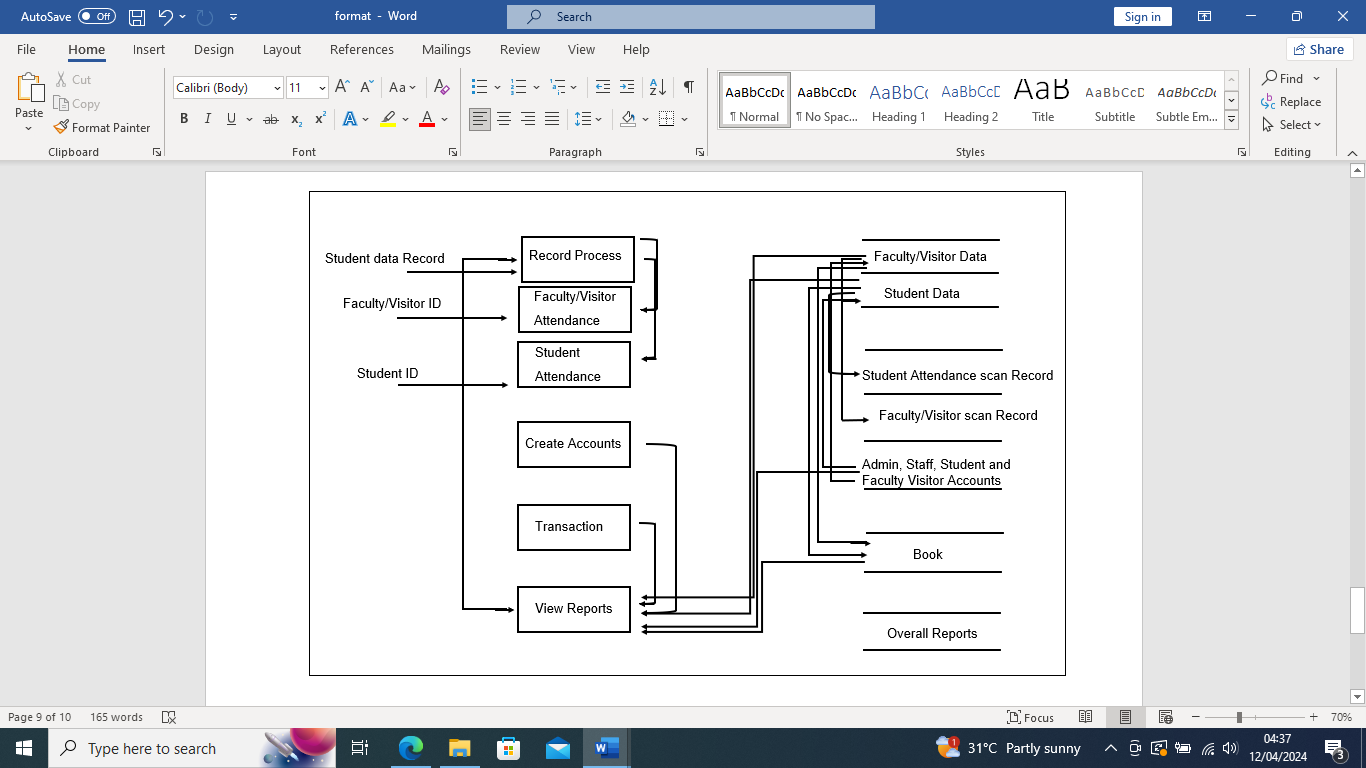 AutoSave Off
format - Word
Search
Sign in
File Home Insert Design Layout References Mailings Review View Help
Share
Paste
Cut
Copy
Format Painter
Clipboard
Calibri (Body) 11
Aa
B I U ab x₂ x² A A
Font
Paragraph
AaBbCcDc AaBbCcDc AaBbCc AaBbCcD AaB AaBbCcD AaBbCcDc
¶ Normal ¶ No Spac... Heading 1 Heading 2 Title Subtitle Subtle Em...
Styles
Find
Replace
Select
Editing
Student data Record
Faculty/Visitor ID
Student ID
Record Process
Faculty/Visitor
Attendance
Student
Attendance
Create Accounts
Transaction
View Reports
Faculty/Visitor Data
Student Data
Student Attendance scan Record
Faculty/Visitor scan Record
Admin, Staff, Student and
Faculty Visitor Accounts
Book
Overall Reports
Page 9 of 10 165 words
Focus
70%
Type here to search
1
31°C Partly sunny
04:37
12/04/2024
3